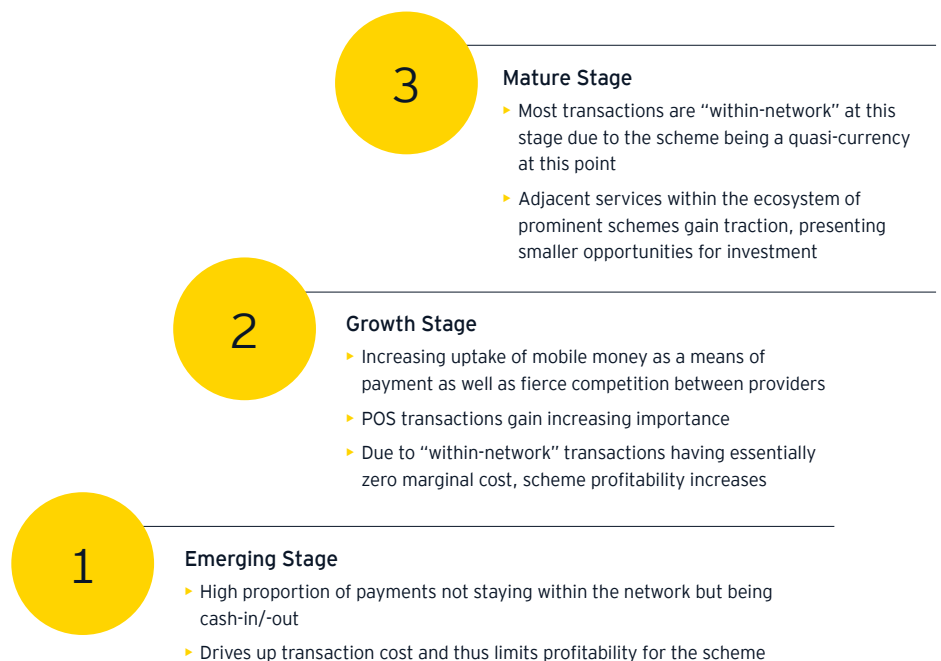 3
Mature Stage
▸ Most transactions are “within-network” at this
stage due to the scheme being a quasi-currency
at this point
▸ Adjacent services within the ecosystem of
prominent schemes gain traction, presenting
smaller opportunities for investment
2
Growth Stage
▸ Increasing uptake of mobile money as a means of
payment as well as fierce competition between providers
▸ POS transactions gain increasing importance
▸ Due to “within-network” transactions having essentially
zero marginal cost, scheme profitability increases
1
Emerging Stage
▸ High proportion of payments not staying within the network but being
cash-in/-out
▸ Drives up transaction cost and thus limits profitability for the scheme